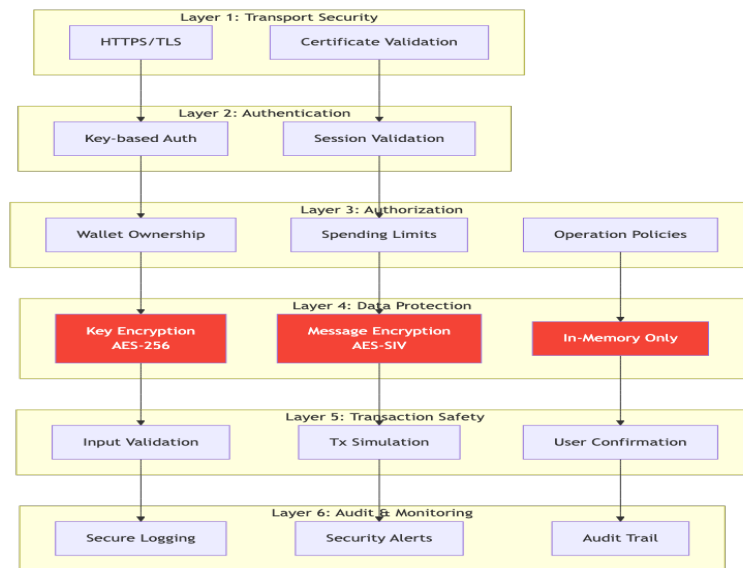 Layer 1: Transport Security
HTTPS/TLS
Certificate Validation
Layer 2: Authentication
Key-based Auth
Session Validation
Layer 3: Authorization
Wallet Ownership
Spending Limits
Operation Policies
Layer 4: Data Protection
Key Encryption
AES-256
Message Encryption
AES-SIV
In-Memory Only
Layer 5: Transaction Safety
Input Validation
Tx Simulation
User Confirmation
Layer 6: Audit & Monitoring
Secure Logging
Security Alerts
Audit Trail